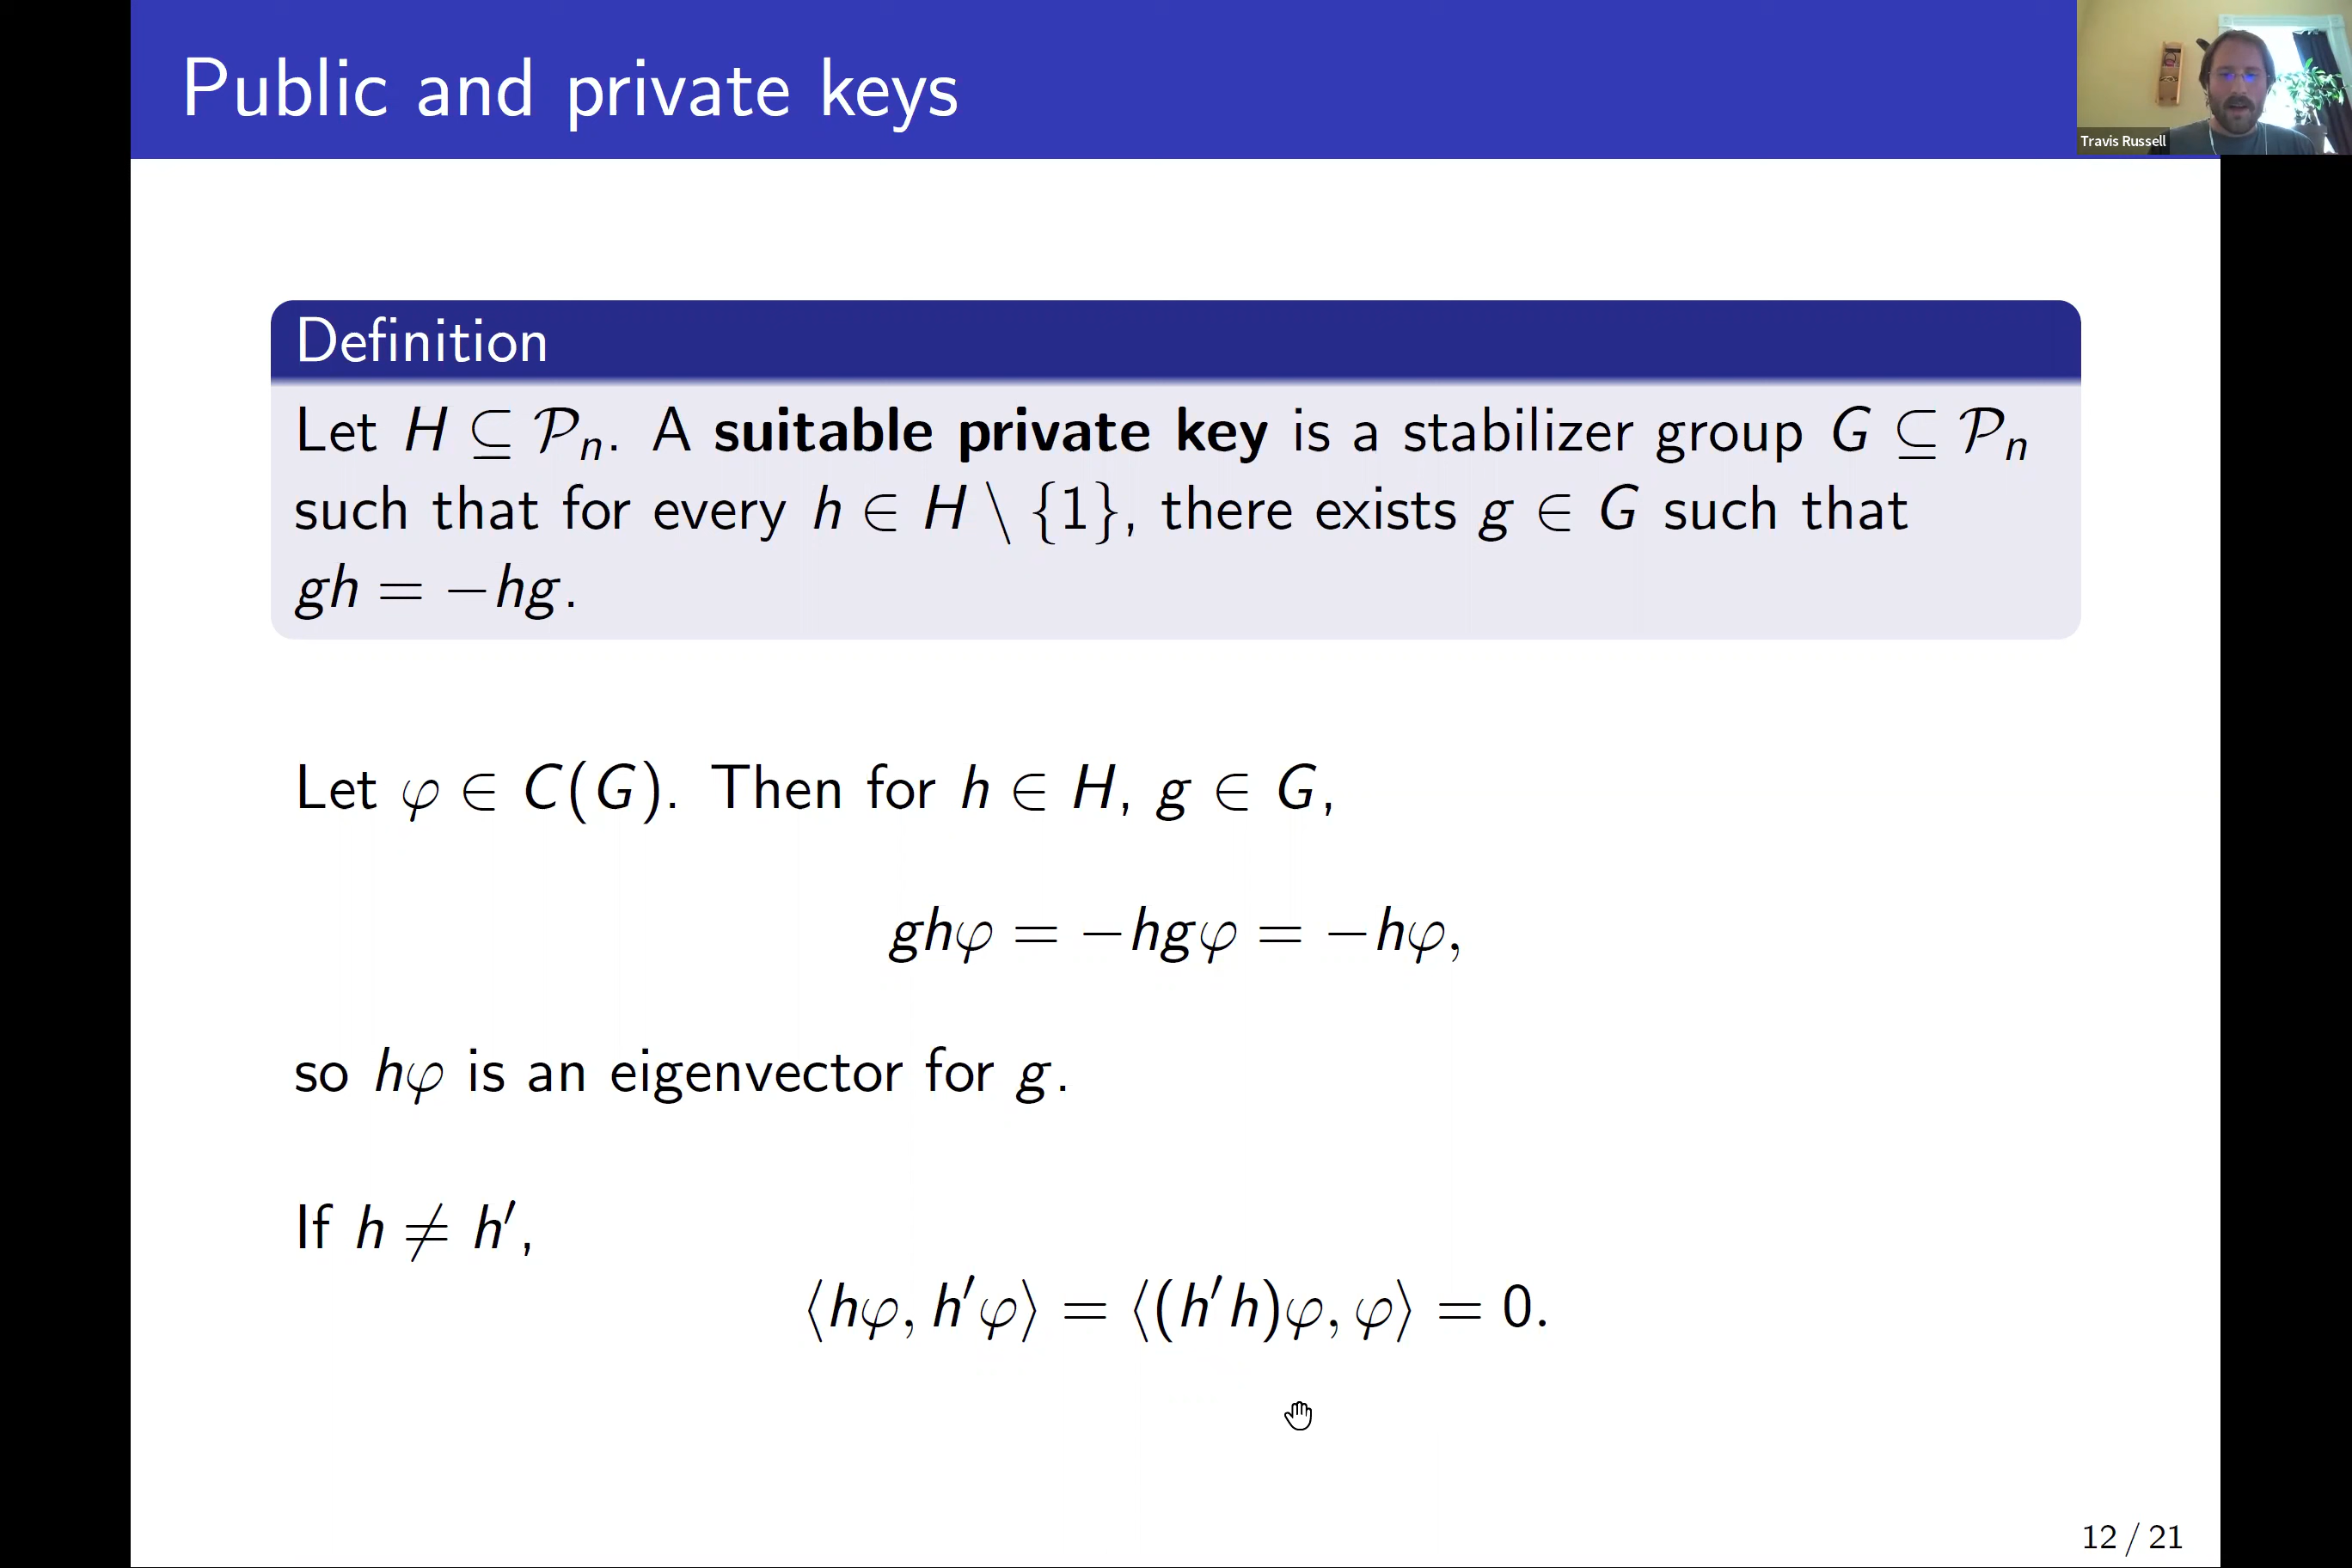 Public and private keys
Travis Russell
Definition
Let H ⊆ 𝒫ₙ. A suitable private key is a stabilizer group G ⊆ 𝒫ₙ
such that for every h ∈ H \ {1}, there exists g ∈ G such that
gh = −hg.
Let φ ∈ C(G). Then for h ∈ H, g ∈ G,
ghφ = −hgφ = −hφ,
so hφ is an eigenvector for g.
If h ≠ h′,
⟨hφ, h′φ⟩ = ⟨(h′h)φ, φ⟩ = 0.
12 / 21